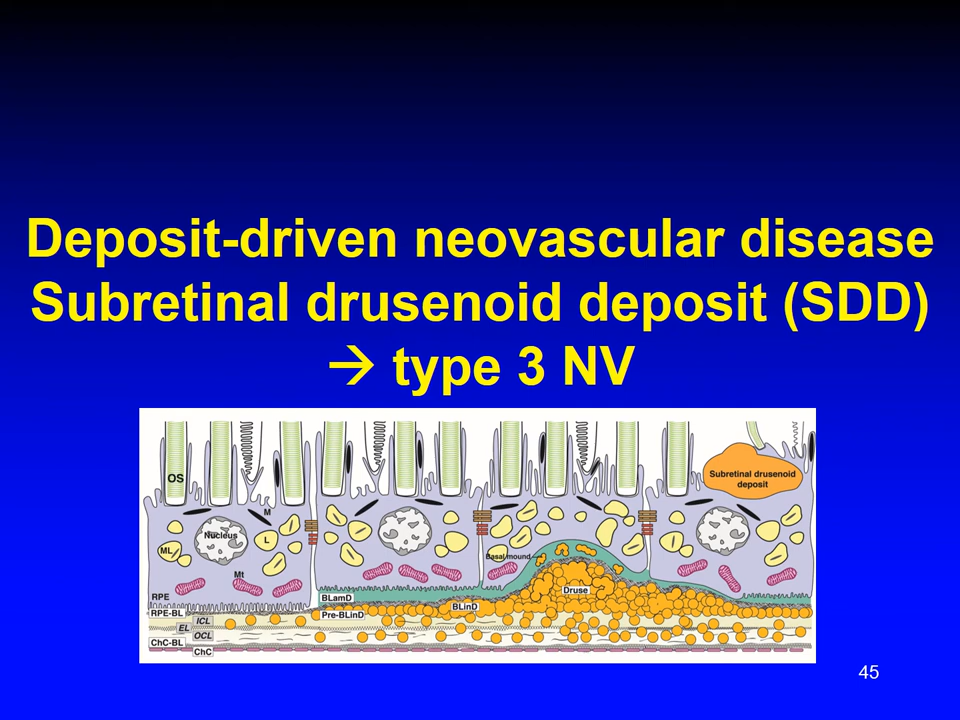 Deposit-driven neovascular disease
Subretinal drusenoid deposit (SDD)
→ type 3 NV
OS
Subretinal drusenoid
deposit
M
Nucleus
L
ML
Basal mound
Mt
Druse
RPE
BLamD
BLinD
RPE-BL
Pre-BLinD
ICL
EL
OCL
ChC-BL
ChC
45